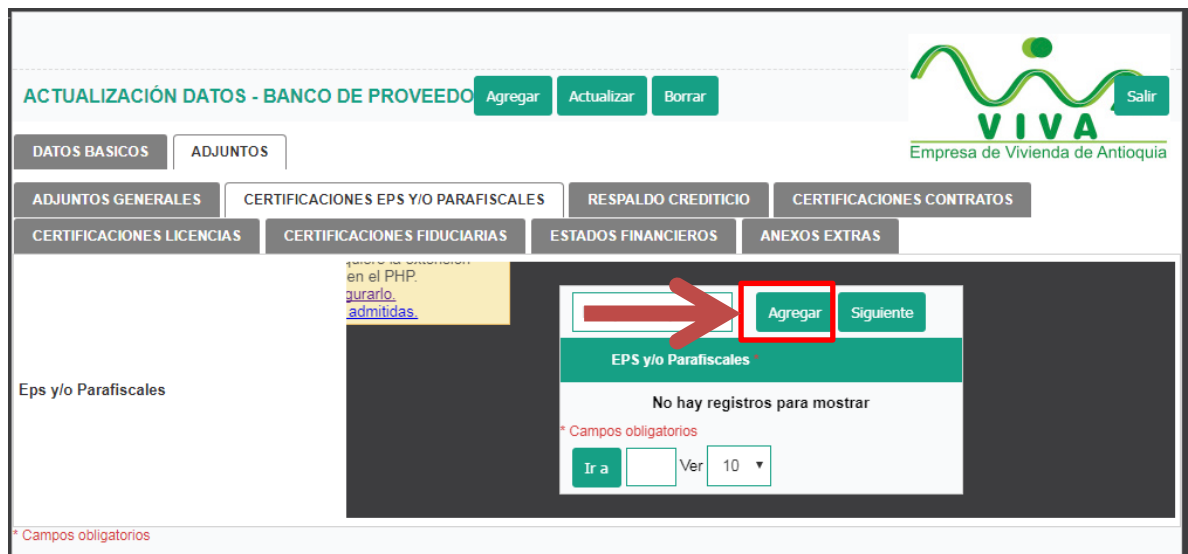 ACTUALIZACIÓN DATOS - BANCO DE PROVEEDO Agregar Actualizar Borrar Salir
VIVA
Empresa de Vivienda de Antioquia
DATOS BASICOS ADJUNTOS
ADJUNTOS GENERALES CERTIFICACIONES EPS Y/O PARAFISCALES RESPALDO CREDITICIO CERTIFICACIONES CONTRATOS
CERTIFICACIONES LICENCIAS CERTIFICACIONES FIDUCIARIAS ESTADOS FINANCIEROS ANEXOS EXTRAS
la extensión
en el PHP.
gurarlo.
admitidas.
Agregar Siguiente
EPS y/o Parafiscales *
Eps y/o Parafiscales
No hay registros para mostrar
* Campos obligatorios
Ir a Ver 10
* Campos obligatorios